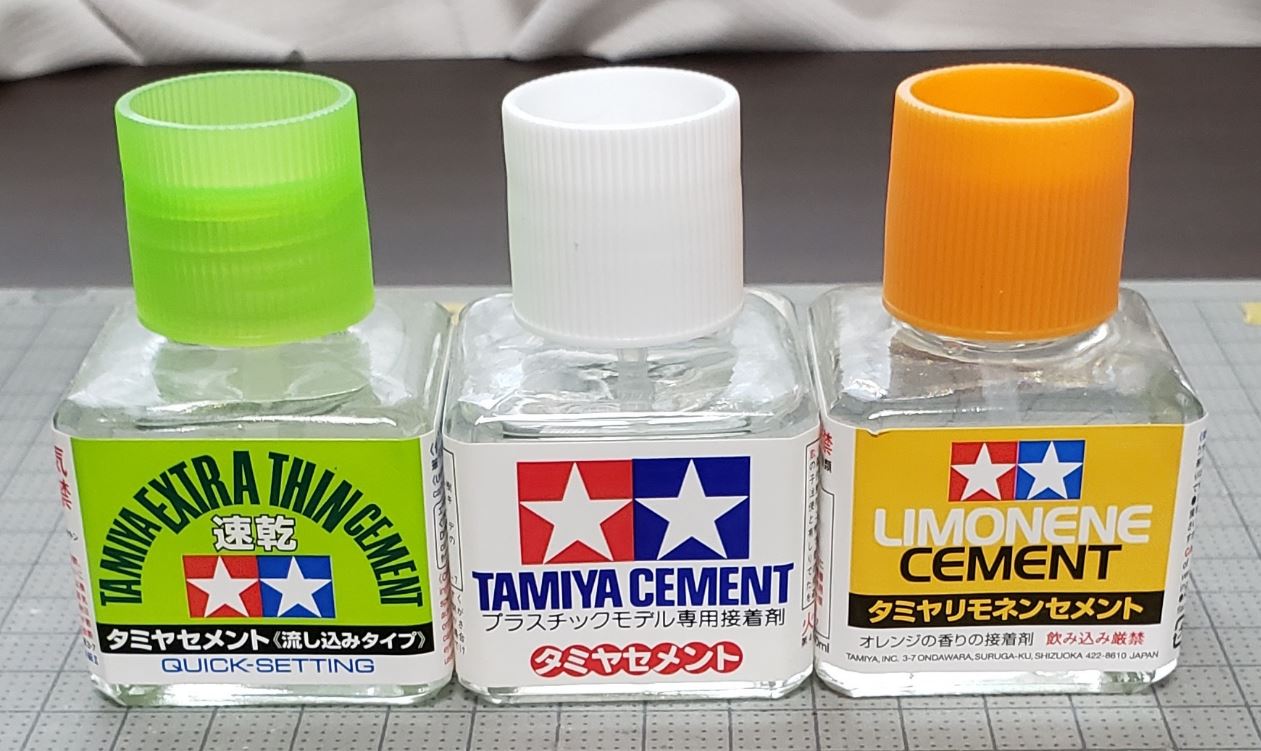 TAMIYA EXTRA THIN CEMENT
速乾
タミヤセメント《流し込みタイプ》
QUICK-SETTING
TAMIYA CEMENT
プラスチックモデル専用接着剤
タミヤセメント
LIMONENE
CEMENT
タミヤリモネンセメント
オレンジの香りの接着剤 飲み込み厳禁
TAMIYA, INC. 3-7 ONDAWARA, SURUGA-KU, SHIZUOKA 422-8610 JAPAN